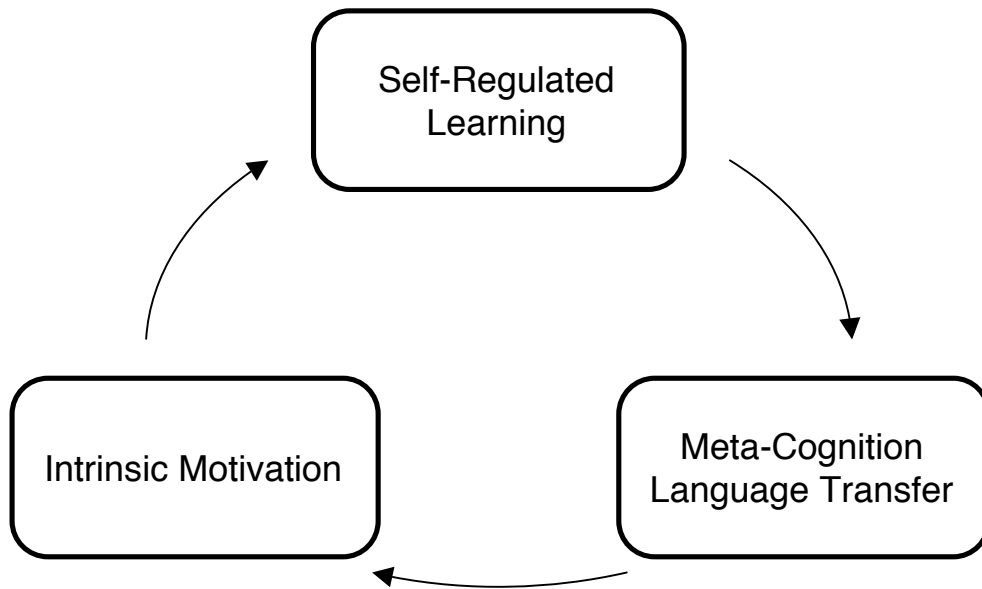 Self-Regulated
Learning
Intrinsic Motivation
Meta-Cognition
Language Transfer